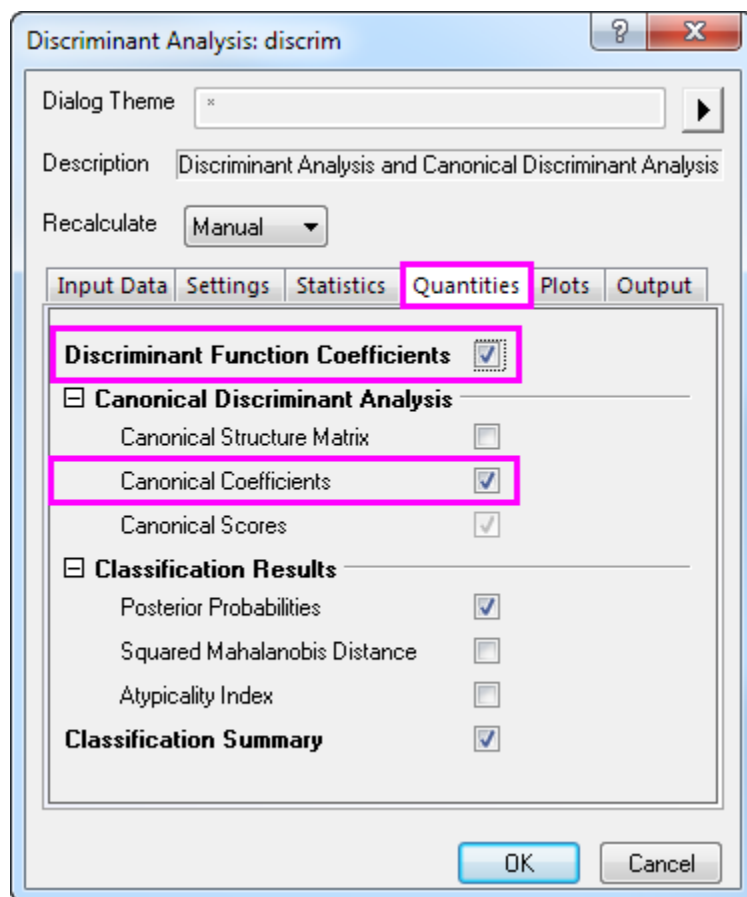 Discriminant Analysis: discrim
Dialog Theme *
Description Discriminant Analysis and Canonical Discriminant Analysis
Recalculate Manual
Input Data Settings Statistics Quantities Plots Output
Discriminant Function Coefficients
Canonical Discriminant Analysis
Canonical Structure Matrix
Canonical Coefficients
Canonical Scores
Classification Results
Posterior Probabilities
Squared Mahalanobis Distance
Atypicality Index
Classification Summary
OK Cancel